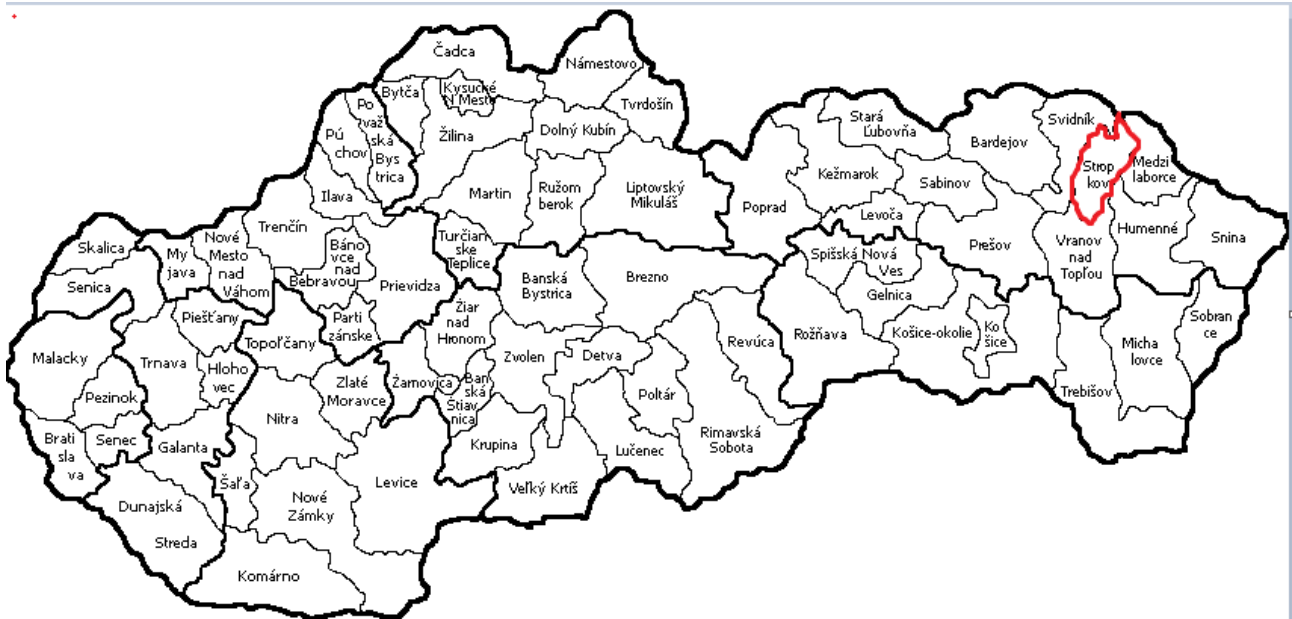 Čadca
Námestovo
Bytča
Kysucké
N Mesto
Po
važ
ská
Bys
trica
Tvrdošín
Pú
chov
Žilina
Dolný Kubín
Stará
Ľubovňa
Bardejov
Svidník
Strop
kov
Medzi
laborce
Ilava
Martin
Ružom
berok
Liptovský
Mikuláš
Poprad
Kežmarok
Sabinov
Levoča
Prešov
Vranov
nad
Topľou
Humenné
Snina
Skalica
Senica
My
java
Nové
Mesto
nad
Váhom
Trenčín
Báno
vce
nad
Bebravou
Prievidza
Turčian
ske
Teplice
Banská
Bystrica
Brezno
Spišská Nová
Ves
Gelnica
Malacky
Piešťany
Trnava
Hloho
vec
Topoľčany
Parti
zánske
Žiar
nad
Hronom
Zvolen
Detva
Revúca
Rožňava
Košice-okolie
Ko
šice
Micha
lovce
Sobran
ce
Pezinok
Zlaté
Moravce
Žarnovica
Ban
ská
Štiav
nica
Poltár
Trebišov
Brati
sla
va
Senec
Galanta
Nitra
Krupina
Lučenec
Rimavská
Sobota
Dunajská
Streda
Šaľa
Nové
Zámky
Levice
Veľký Krtíš
Komárno